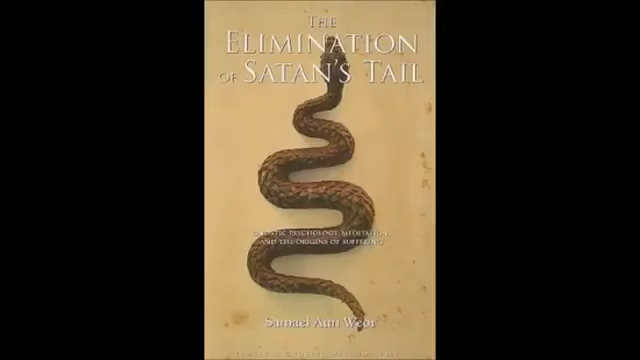 THE
ELIMINATION
OF SATAN'S TAIL
GNOSTIC PSYCHOLOGY, MEDITATION,
AND THE ORIGINS OF SUFFERING
Samael Aun Weor